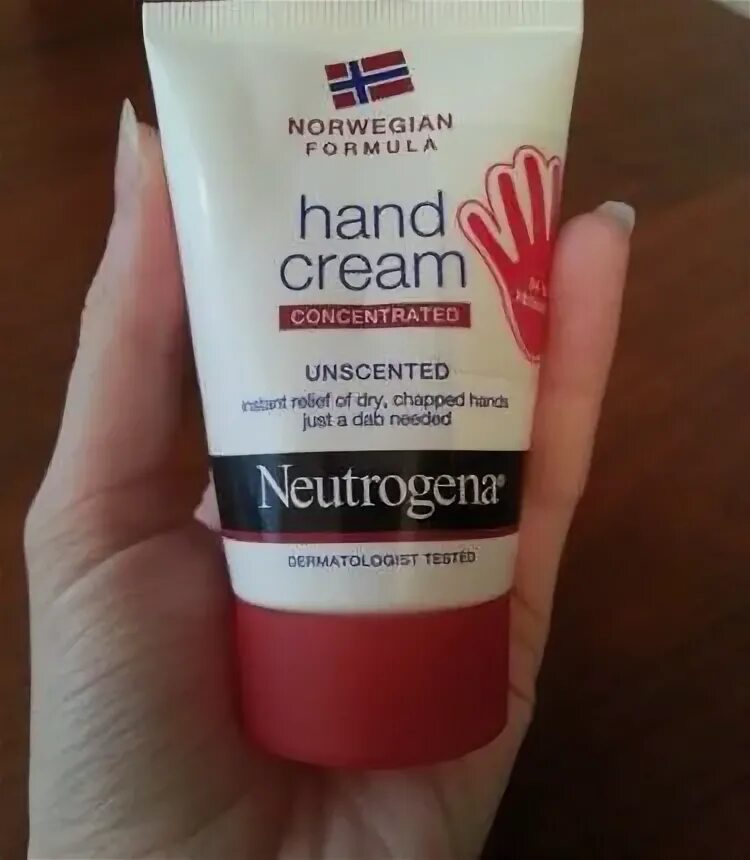 NORWEGIAN
FORMULA
hand
cream
CONCENTRATED
UNSCENTED
instant relief of dry, chapped hands
just a dab needed
Neutrogena®
DERMATOLOGIST TESTED